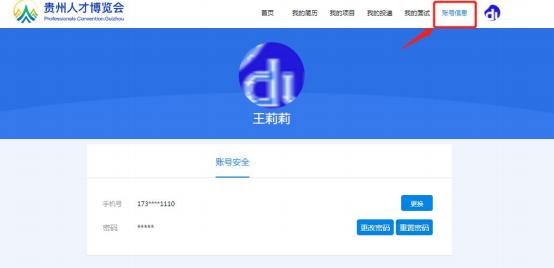 贵州人才博览会
Professionals Convention.Guizhou
首页 我的简历 我的项目 我的投递 我的面试 账号信息
du
王莉莉
账号安全
手机号 173****1110 更换
密码 ***** 更改密码 重置密码